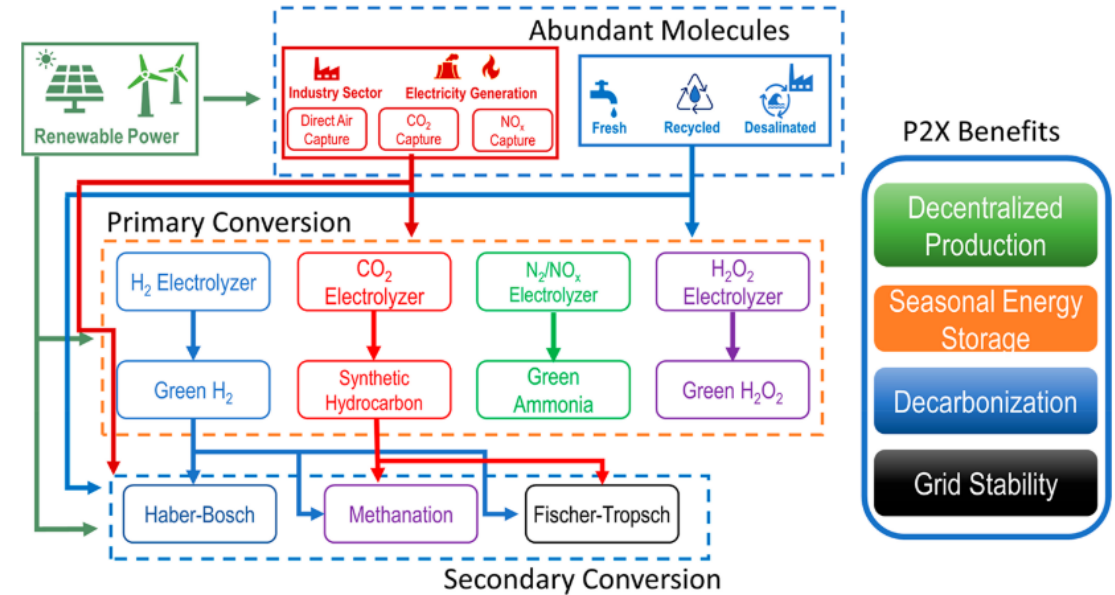 Abundant Molecules
Renewable Power
Industry Sector
Electricity Generation
Direct Air
Capture
CO₂
Capture
NOₓ
Capture
Fresh
Recycled
Desalinated
P2X Benefits
Decentralized
Production
Seasonal Energy
Storage
Decarbonization
Grid Stability
Primary Conversion
H₂ Electrolyzer
CO₂
Electrolyzer
N₂/NOₓ
Electrolyzer
H₂O₂
Electrolyzer
Green H₂
Synthetic
Hydrocarbon
Green
Ammonia
Green H₂O₂
Haber-Bosch
Methanation
Fischer-Tropsch
Secondary Conversion